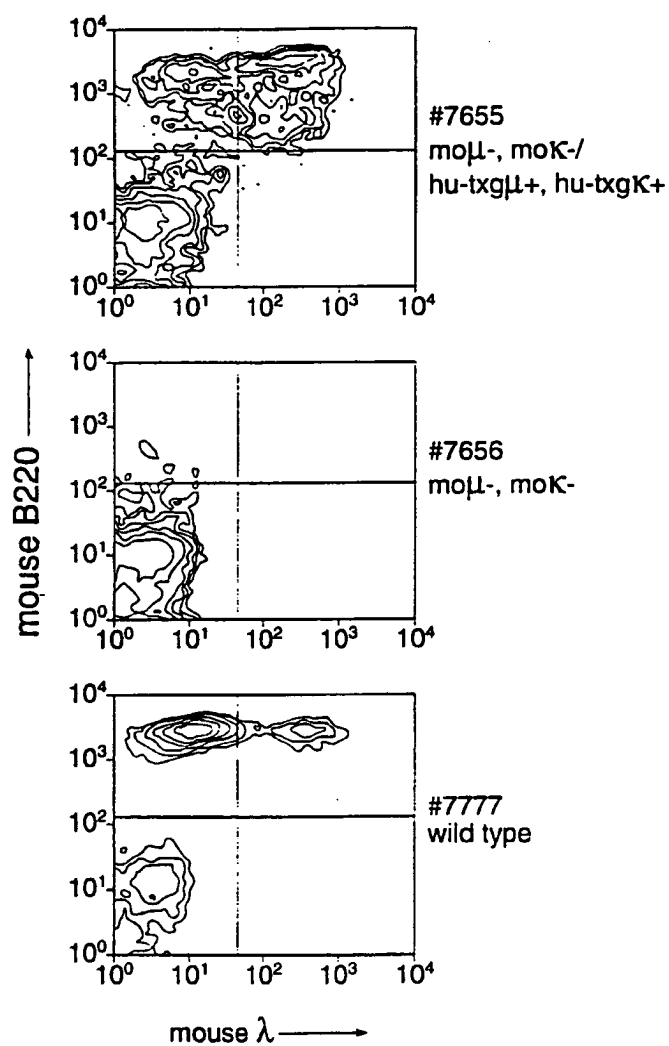 10⁴
10³
10²
10¹
10⁰
10⁰ 10¹ 10² 10³ 10⁴
#7655
moμ-, moκ-/
hu-txgμ+, hu-txgκ+
10⁴
10³
10²
10¹
10⁰
10⁰ 10¹ 10² 10³ 10⁴
#7656
moμ-, moκ-
mouse B220
10⁴
10³
10²
10¹
10⁰
10⁰ 10¹ 10² 10³ 10⁴
#7777
wild type
mouse λ